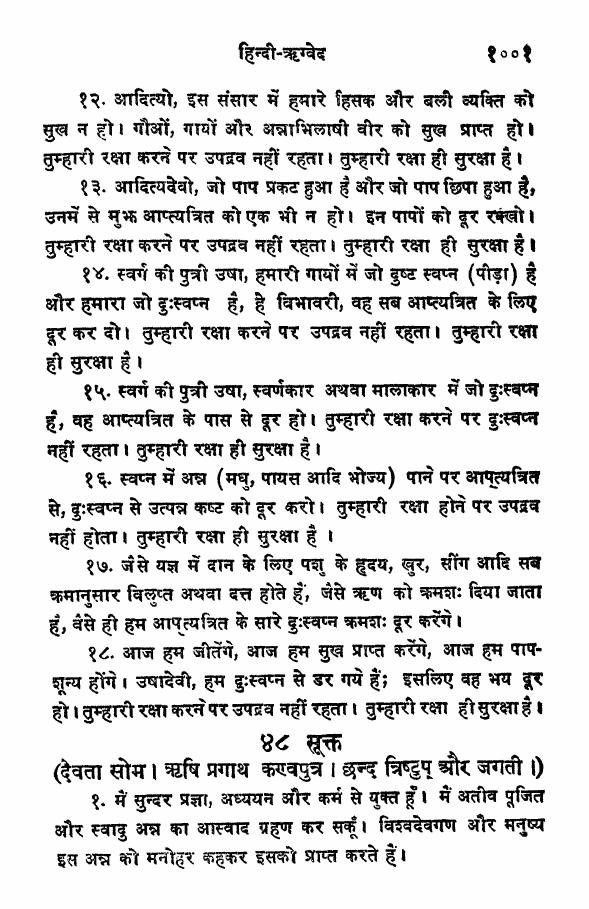 हिन्दी-ऋग्वेद १००१
१२. आदित्यो, इस संसार में हमारे हिंसक और बली व्यक्ति को
सुख न हो। गौओं, गायों और अन्नाभिलाषी वीर को सुख प्राप्त हो।
तुम्हारी रक्षा करने पर उपद्रव नहीं रहता। तुम्हारी रक्षा ही सुरक्षा है।
१३. आदित्यदेवो, जो पाप प्रकट हुआ है और जो पाप छिपा हुआ है,
उनमें से मुझ आप्त्यत्रित को एक भी न हो। इन पापों को दूर रक्खो।
तुम्हारी रक्षा करने पर उपद्रव नहीं रहता। तुम्हारी रक्षा ही सुरक्षा है।
१४. स्वर्ग की पुत्री उषा, हमारी गायों में जो दुष्ट स्वप्न (पीड़ा) है
और हमारा जो दुःस्वप्न है, हे विभावरी, वह सब आप्त्यत्रित के लिए
दूर कर दो। तुम्हारी रक्षा करने पर उपद्रव नहीं रहता। तुम्हारी रक्षा
ही सुरक्षा है।
१५. स्वर्ग की पुत्री उषा, स्वर्णकार अथवा मालाकार में जो दुःस्वप्न
है, वह आप्त्यत्रित के पास से दूर हो। तुम्हारी रक्षा करने पर दुःस्वप्न
नहीं रहता। तुम्हारी रक्षा ही सुरक्षा है।
१६. स्वप्न में अन्न (मधु, पायस आदि भोज्य) पाने पर आप्त्यत्रित
से, दुःस्वप्न से उत्पन्न कष्ट को दूर करो। तुम्हारी रक्षा होने पर उपद्रव
नहीं होता। तुम्हारी रक्षा ही सुरक्षा है ।
१७. जैसे यज्ञ में दान के लिए पशु के हृदय, खुर, सींग आदि सब
क्रमानुसार विलुप्त अथवा दत्त होते हैं, जैसे ऋण को क्रमशः दिया जाता
है, वैसे ही हम आप्त्यत्रित के सारे दुःस्वप्न क्रमशः दूर करेंगे।
१८. आज हम जीतेंगे, आज हम सुख प्राप्त करेंगे, आज हम पाप-
शून्य होंगे। उषादेवी, हम दुःस्वप्न से डर गये हैं; इसलिए वह भय दूर
हो। तुम्हारी रक्षा करने पर उपद्रव नहीं रहता। तुम्हारी रक्षा ही सुरक्षा है।
४८ सूक्त
(देवता सोम। ऋषि प्रगाथ कण्वपुत्र। छन्द त्रिष्टुप् और जगती।)
१. मैं सुन्दर प्रज्ञा, अध्ययन और कर्म से युक्त हूँ। मैं अतीव पूजित
और स्वादु अन्न का आस्वाद ग्रहण कर सकूँ। विश्वदेवगण और मनुष्य
इस अन्न को मनोहर कहकर इसको प्राप्त करते हैं।